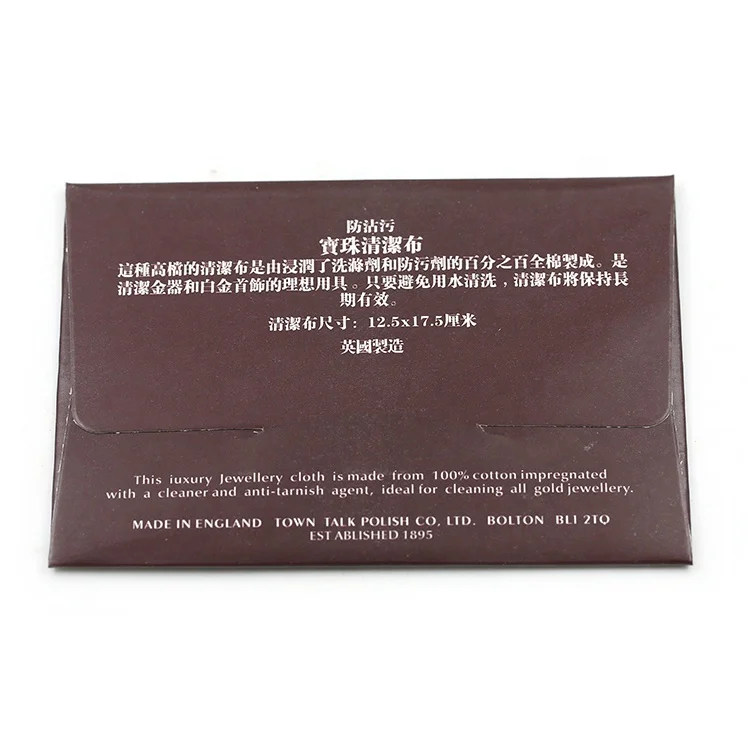 防沾污
寶珠清潔布
這種高檔的清潔布是由浸潤了洗滌劑和防污劑的百分之百全棉製成。是
清潔金器和白金首飾的理想用具。只要避免用水清洗，清潔布將保持長
期有效。
清潔布尺寸：12.5x17.5厘米
英國製造
This iuxury Jewellery cloth is made from 100% cotton impregnated
with a cleaner and anti-tarnish agent, ideal for cleaning all gold jewellery.
MADE IN ENGLAND TOWN TALK POLISH CO, LTD. BOLTON BL1 2TQ
EST ABLISHED 1895